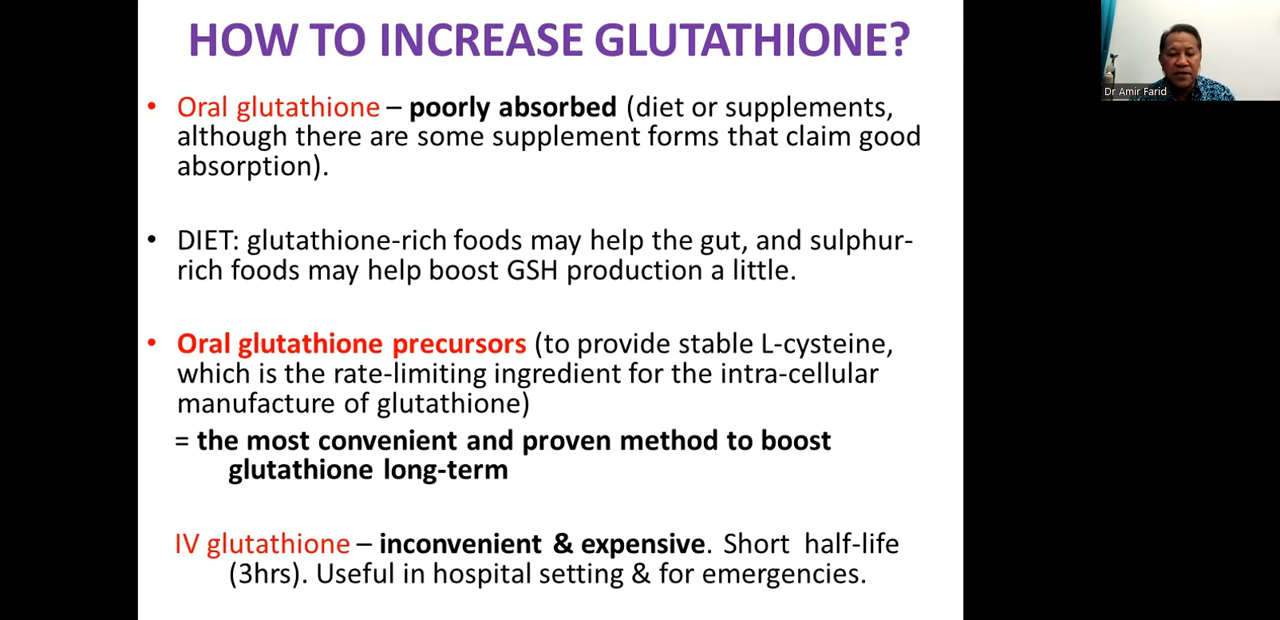 HOW TO INCREASE GLUTATHIONE?
• Oral glutathione – poorly absorbed (diet or supplements,
although there are some supplement forms that claim good
absorption).
• DIET: glutathione-rich foods may help the gut, and sulphur-
rich foods may help boost GSH production a little.
• Oral glutathione precursors (to provide stable L-cysteine,
which is the rate-limiting ingredient for the intra-cellular
manufacture of glutathione)
= the most convenient and proven method to boost
glutathione long-term
IV glutathione – inconvenient & expensive. Short half-life
(3hrs). Useful in hospital setting & for emergencies.
Dr Amir Farid